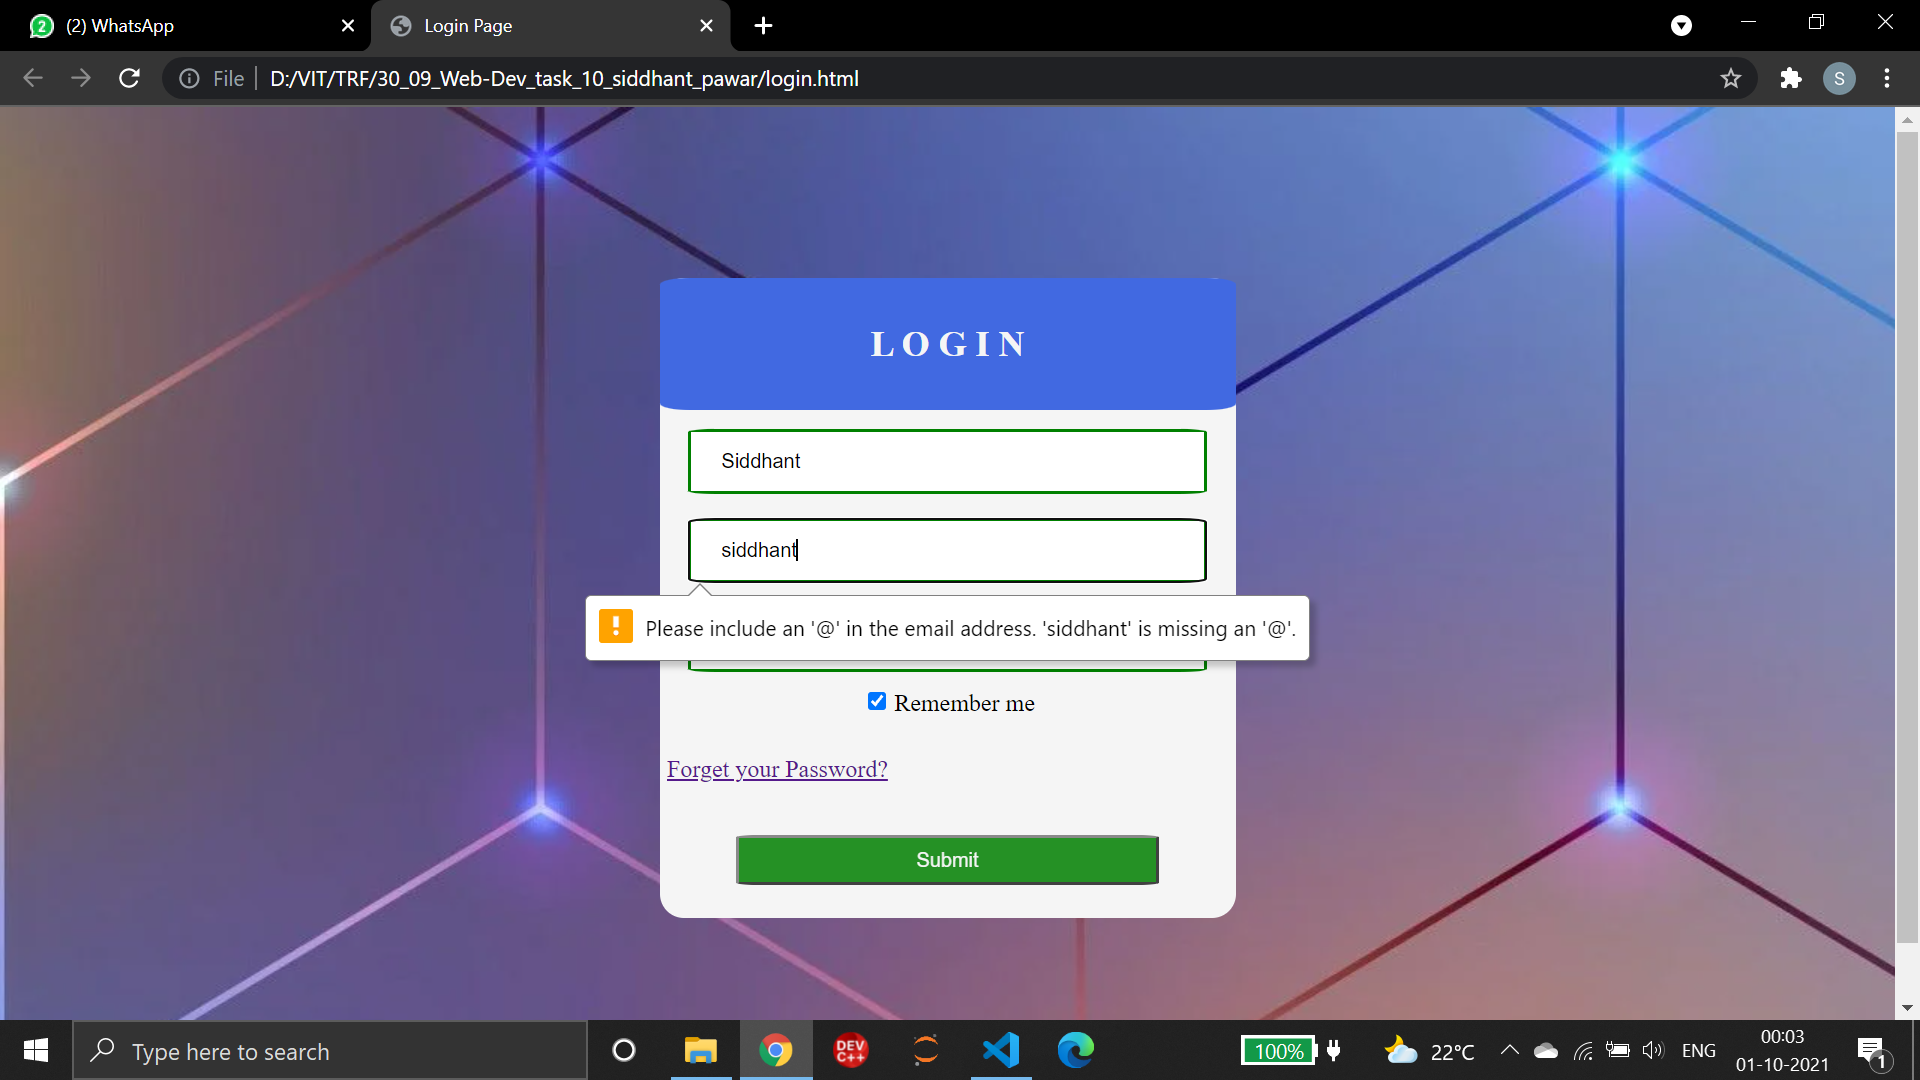 2 (2) WhatsApp
Login Page
File
D:/VIT/TRF/30_09_Web-Dev_task_10_siddhant_pawar/login.html
S
LOGIN
Siddhant
siddhant
! Please include an '@' in the email address. 'siddhant' is missing an '@'.
Remember me
Forget your Password?
Submit
Type here to search
DEV
C++
100%
22°C
ENG
00:03
01-10-2021
1